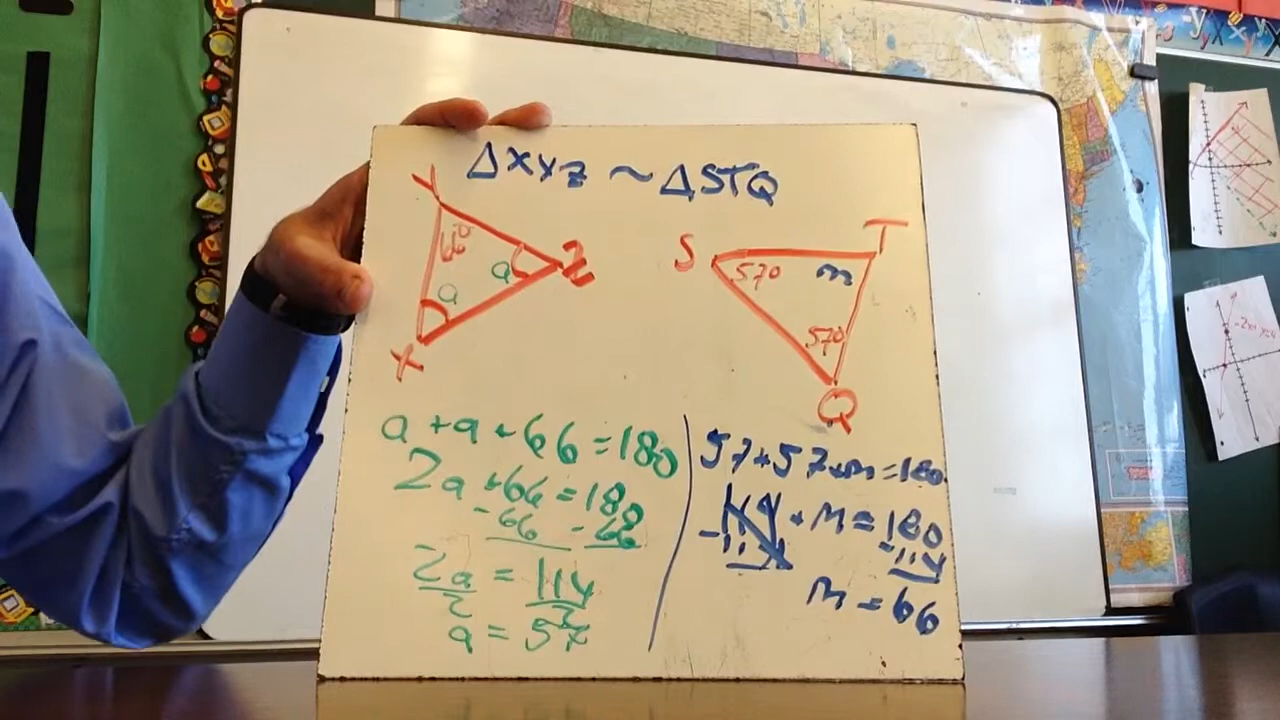 ΔXYZ ~ ΔSTQ
Y
66°
Z
a
a
X
S
T
57°
m
57°
Q
a + a + 66 = 180
2a + 66 = 180
-66 -66
2a = 114
2 2
a = 57
57 + 57 + m = 180
114 + m = 180
-114 -114
m = 66